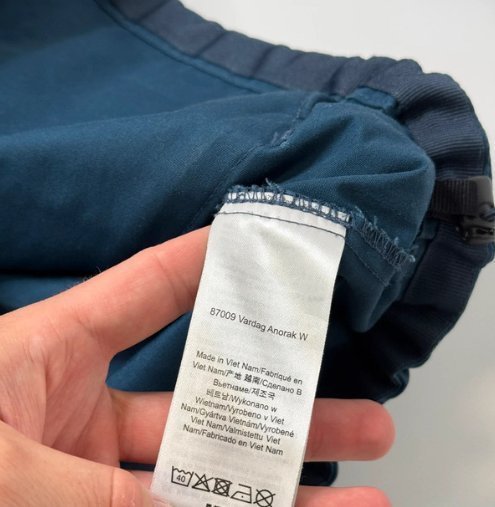 87009 Vardag Anorak W
Made in Viet Nam/Fabriqué en
Viet Nam/产地 越南/Сделано В
Вьетнаме/제조국
베트남/Wykonano w
Wietnam/Vyrobeno v Viet
Nam/Gyártva Vietnám/Vyrobené
Viet Nam/Valmistettu Viet
Nam/Fabricado en Viet Nam
40